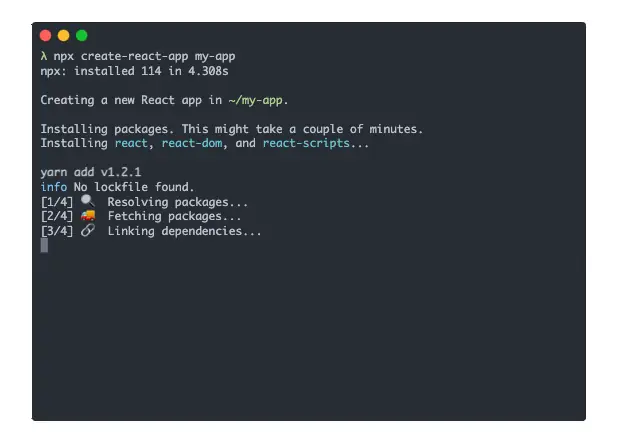 λ npx create-react-app my-app
npx: installed 114 in 4.308s
Creating a new React app in ~/my-app.
Installing packages. This might take a couple of minutes.
Installing react, react-dom, and react-scripts...
yarn add v1.2.1
info No lockfile found.
[1/4] 🔍 Resolving packages...
[2/4] 🚚 Fetching packages...
[3/4] 🔗 Linking dependencies...